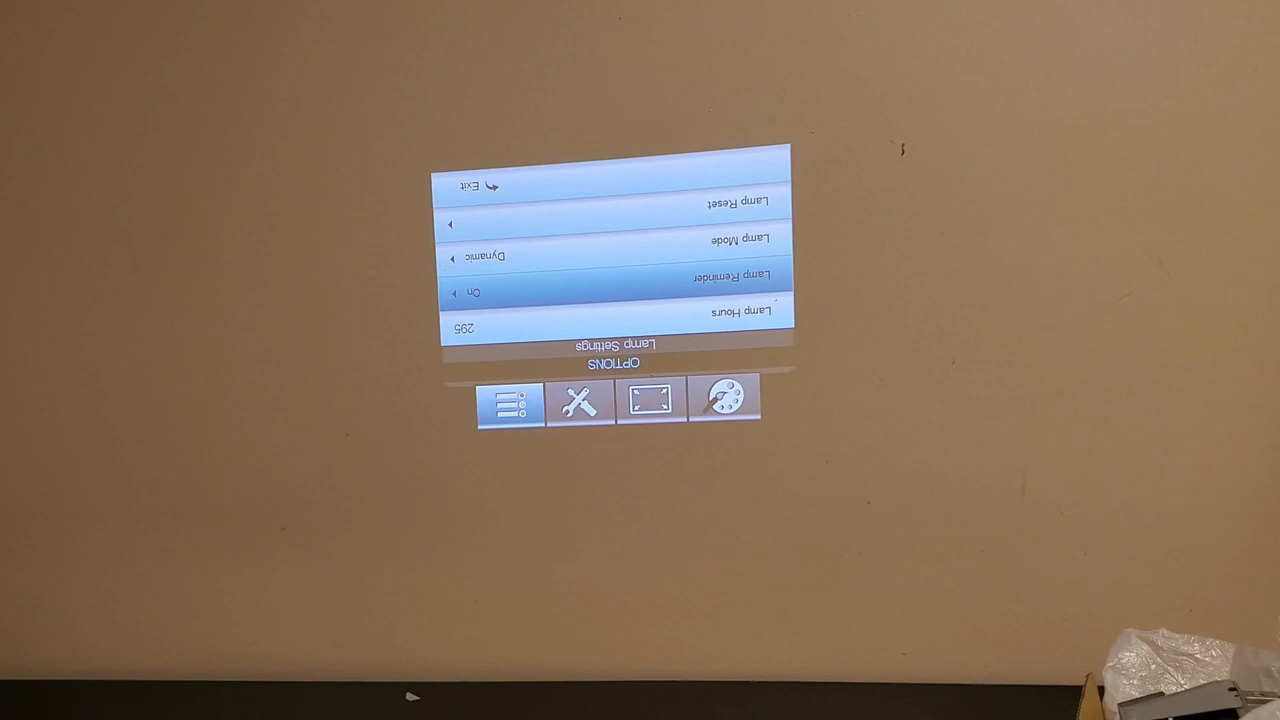 OPTIONS
Lamp Settings
Lamp Hours 295
Lamp Reminder On
Lamp Mode Dynamic
Lamp Reset
Exit